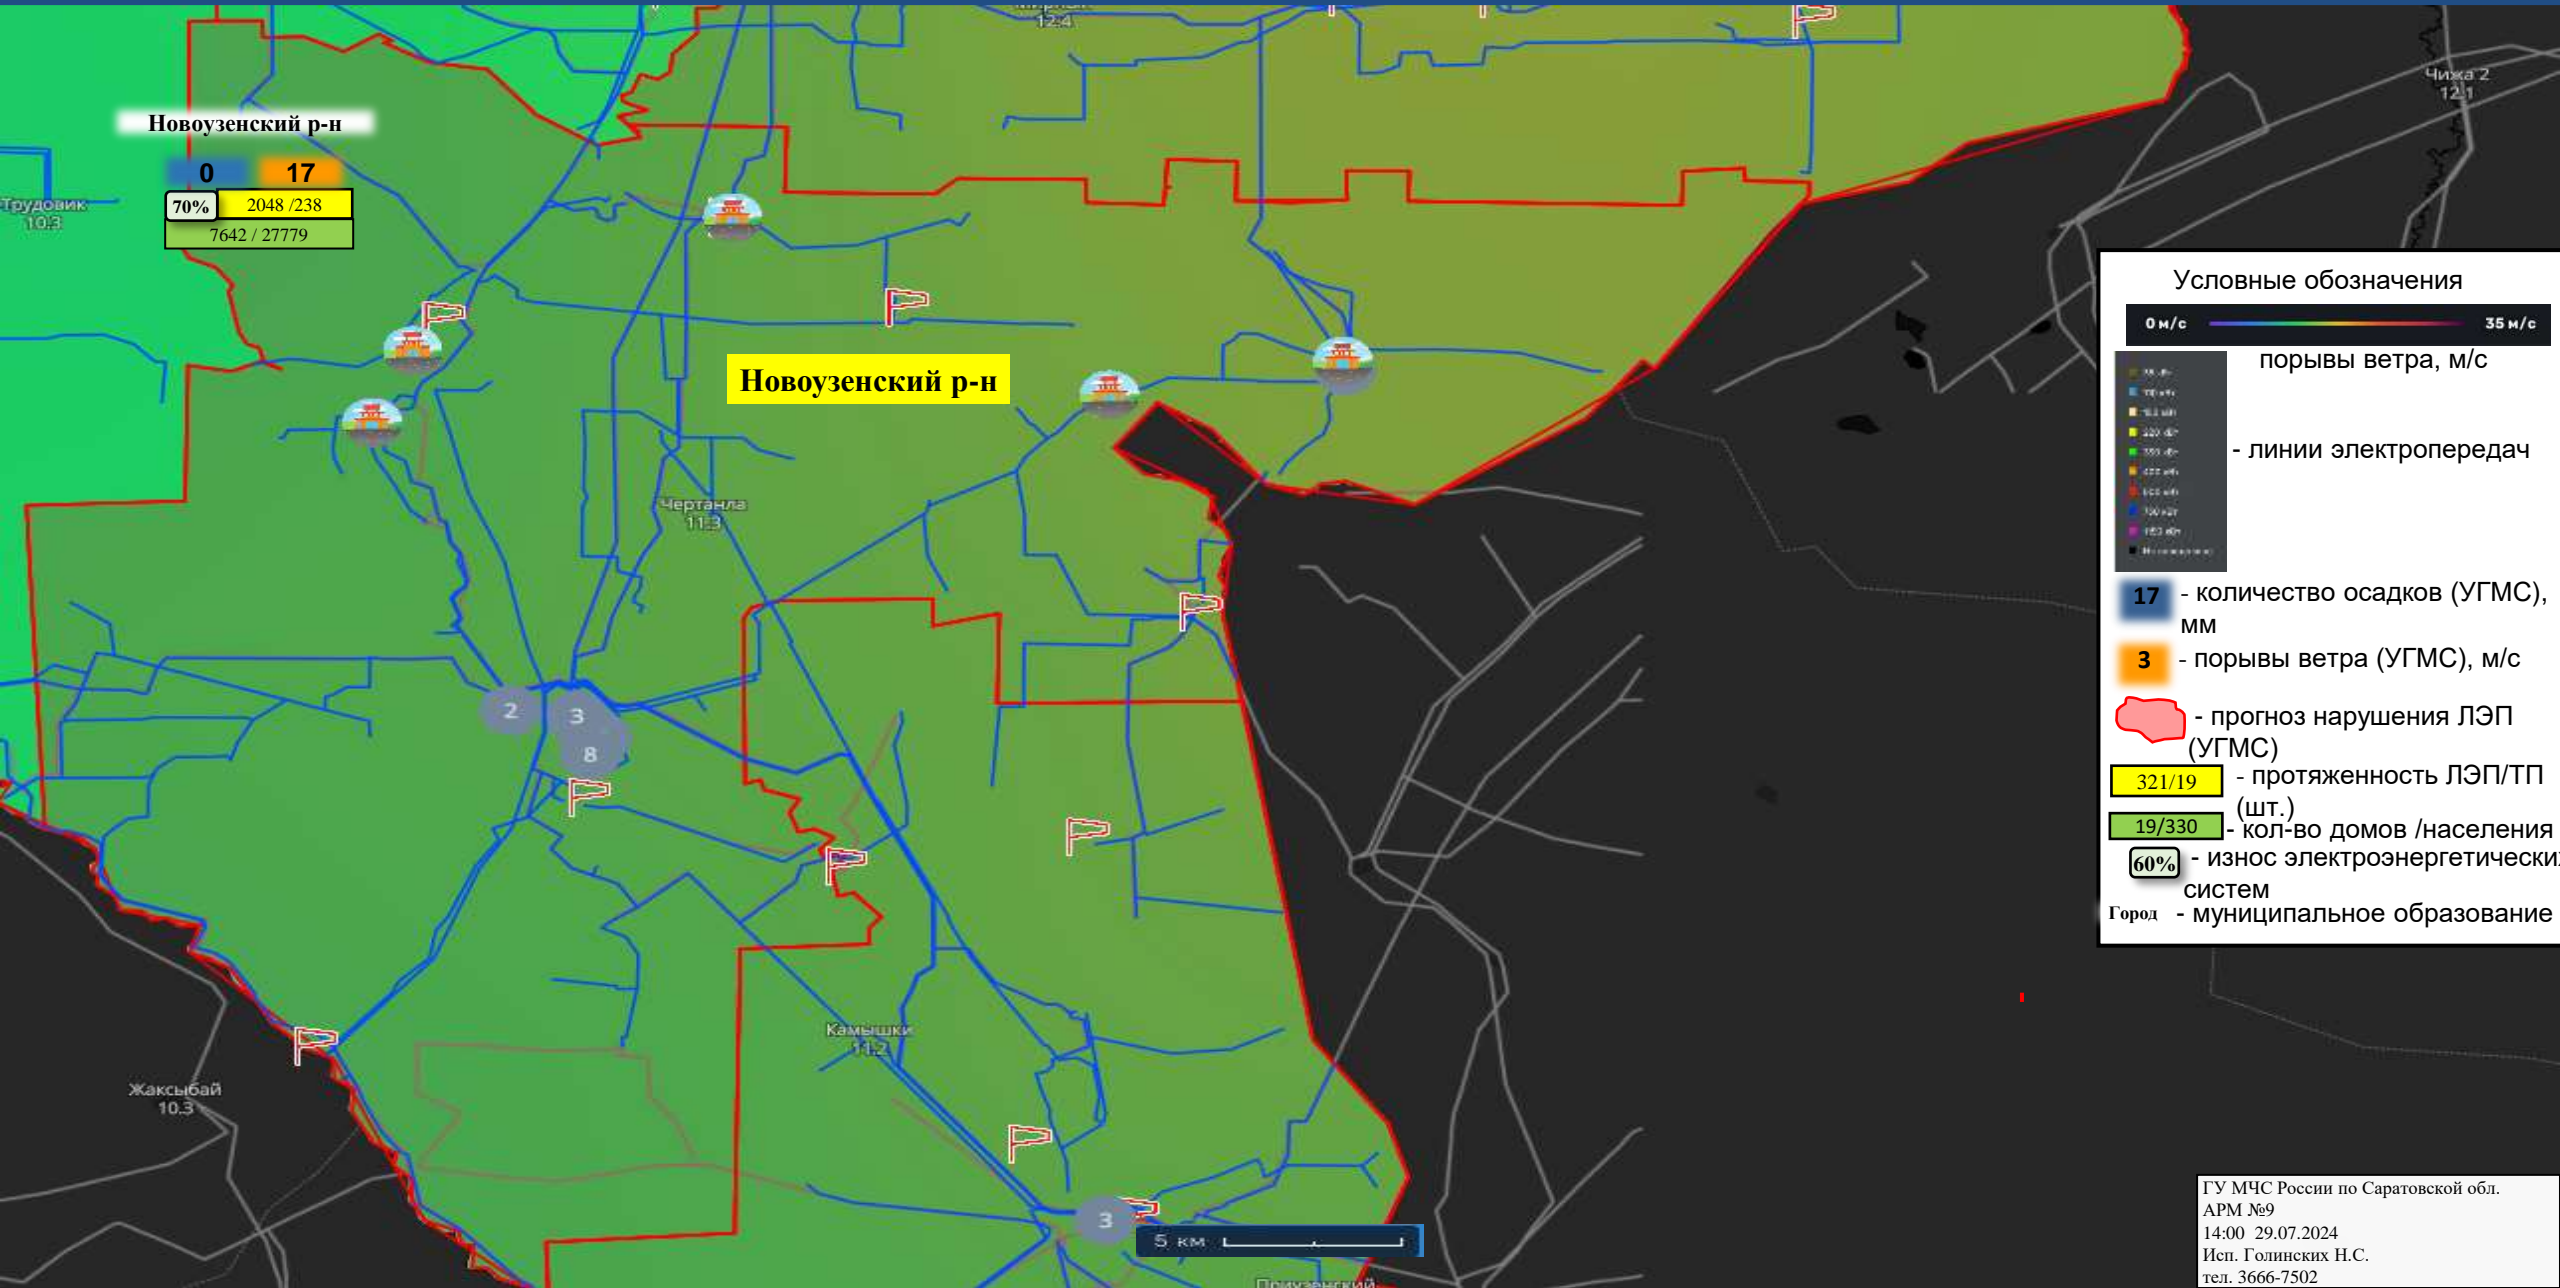 12.4
Чижа 2
12.1
Новоузенский р-н
0
17
70%
2048 /238
7642 / 27779
Трудовик
10.3
Новоузенский р-н
Чертанла
11.3
2
3
8
Камышки
11.2
Жаксыбай
10.3
3
5 км
Условные обозначения
0 м/с
35 м/с
порывы ветра, м/с
- линии электропередач
17
- количество осадков (УГМС),
мм
3
- порывы ветра (УГМС), м/с
- прогноз нарушения ЛЭП
(УГМС)
321/19
- протяженность ЛЭП/ТП
(шт.)
19/330
- кол-во домов /населения
60%
- износ электроэнергетических
систем
Город
- муниципальное образование
ГУ МЧС России по Саратовской обл.
АРМ №9
14:00 29.07.2024
Исп. Голинских Н.С.
тел. 3666-7502